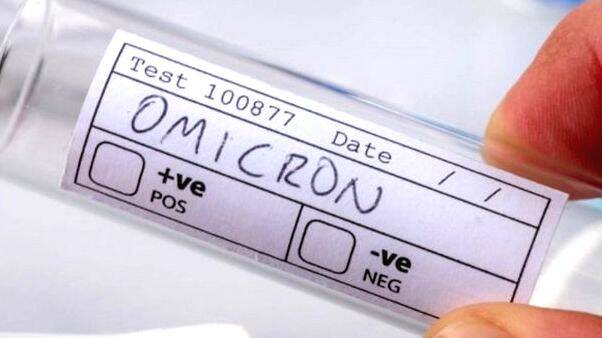 Test 100877 Date / /
OMICRON
+ve -ve
POS NEG